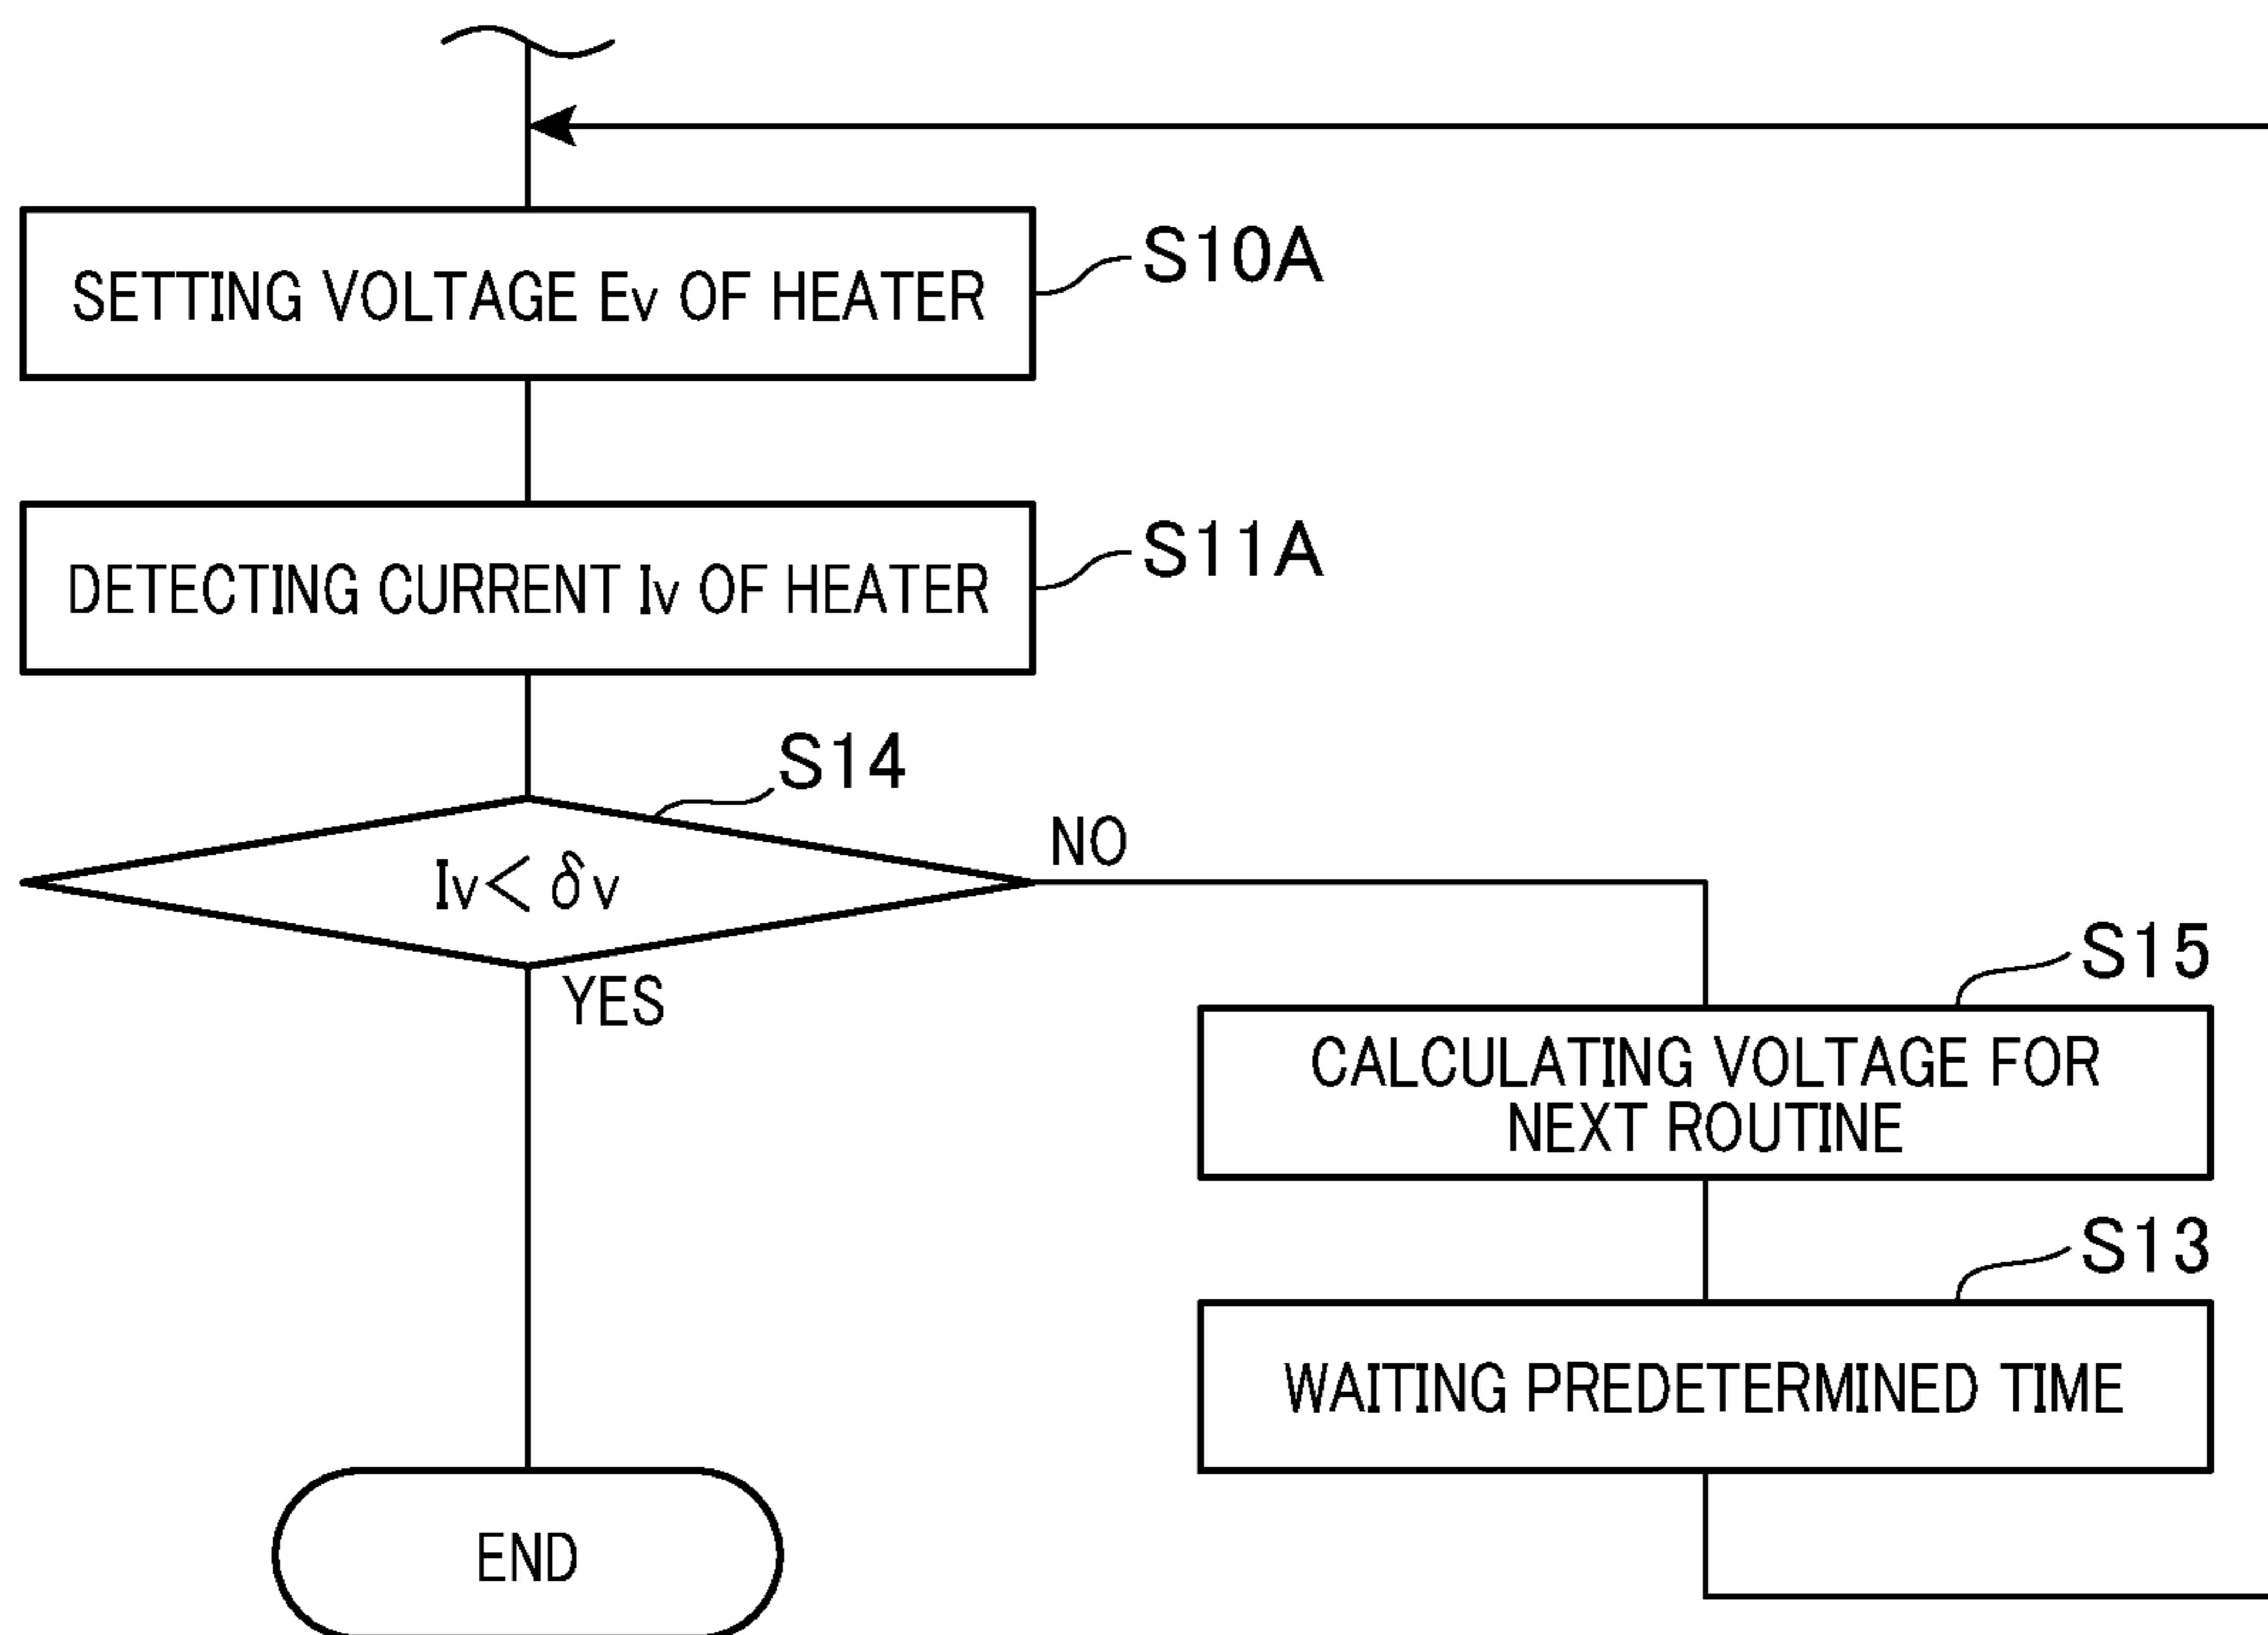 SETTING VOLTAGE Ev OF HEATER
S10A
DETECTING CURRENT Iv OF HEATER
S11A
S14
Iv< δv
NO
YES
S15
CALCULATING VOLTAGE FOR
NEXT ROUTINE
S13
WAITING PREDETERMINED TIME
END